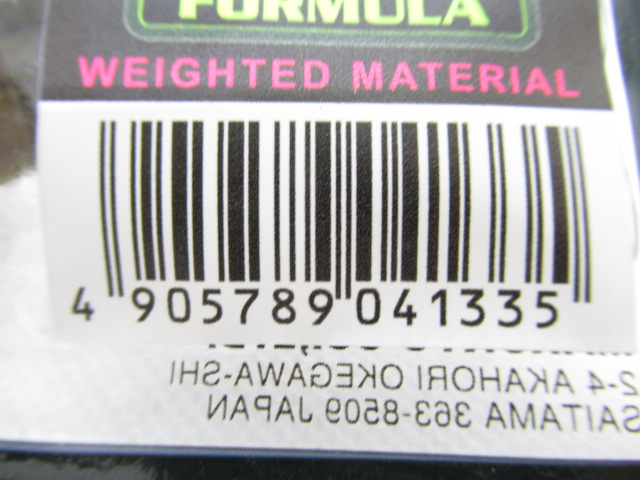 FORMULA
WEIGHTED MATERIAL
4 905789 041335
2-4 AKAHORI OKEGAWA-SHI
SAITAMA 363-8509 JAPAN